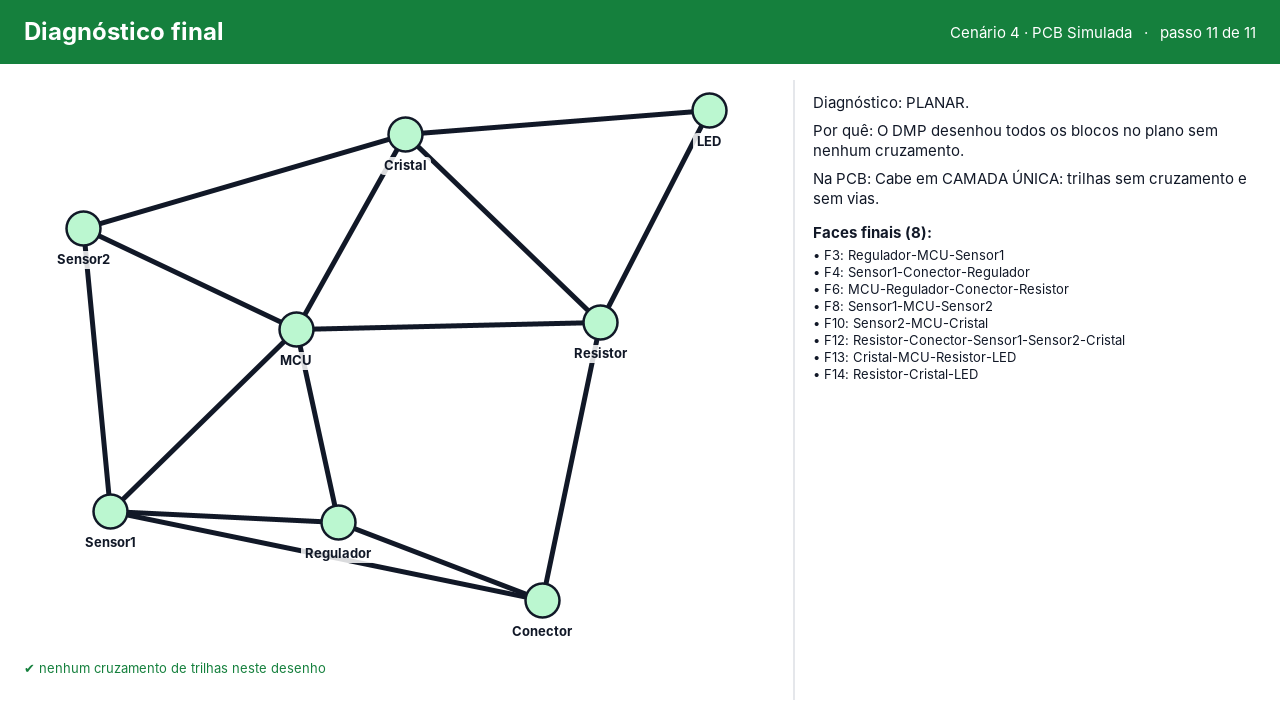 Diagnóstico final
Cenário 4 · PCB Simulada · passo 11 de 11
LED
Cristal
Sensor2
MCU
Resistor
Sensor1
Regulador
Conector
✔ nenhum cruzamento de trilhas neste desenho
Diagnóstico: PLANAR.
Por quê: O DMP desenhou todos os blocos no plano sem
nenhum cruzamento.
Na PCB: Cabe em CAMADA ÚNICA: trilhas sem cruzamento e
sem vias.
Faces finais (8):
• F3: Regulador-MCU-Sensor1
• F4: Sensor1-Conector-Regulador
• F6: MCU-Regulador-Conector-Resistor
• F8: Sensor1-MCU-Sensor2
• F10: Sensor2-MCU-Cristal
• F12: Resistor-Conector-Sensor1-Sensor2-Cristal
• F13: Cristal-MCU-Resistor-LED
• F14: Resistor-Cristal-LED